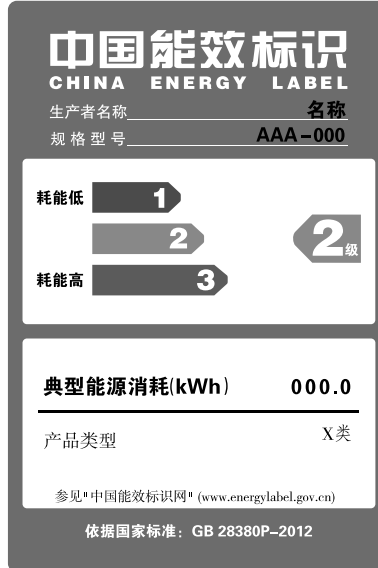 中国能效标识
CHINA ENERGY LABEL
生产者名称 名称
规格型号 AAA-000
耗能低 1
2 2级
耗能高 3
典型能源消耗(kWh) 000.0
产品类型 X类
参见"中国能效标识网" (www.energylabel.gov.cn)
依据国家标准：GB 28380P-2012